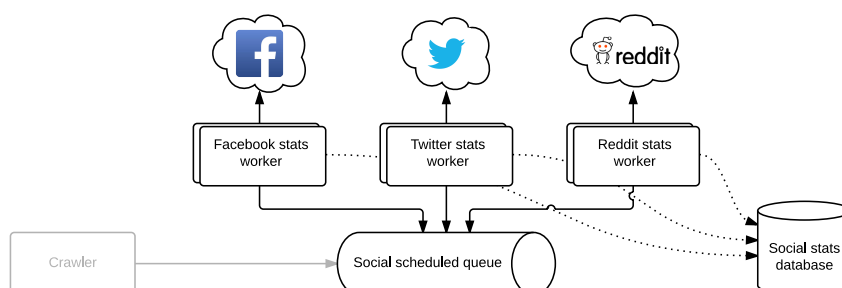 f
reddit
Facebook stats
worker
Twitter stats
worker
Reddit stats
worker
Crawler
Social scheduled queue
Social stats
database